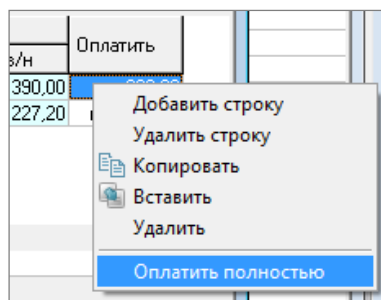 Оплатить
з/н
390,00
227,20
Добавить строку
Удалить строку
Копировать
Вставить
Удалить
Оплатить полностью